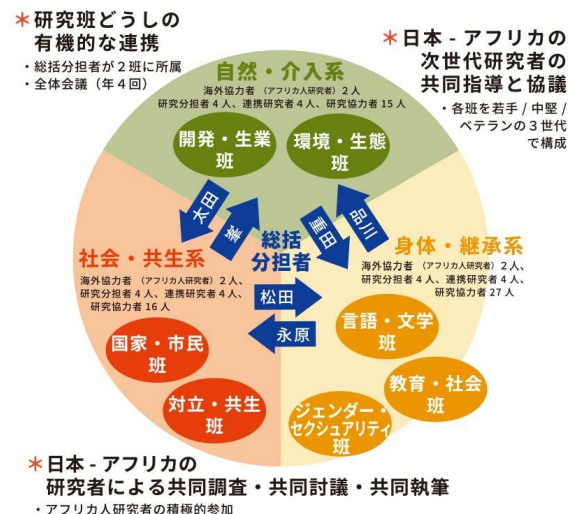 ＊研究班どうしの
有機的な連携
・総括分担者が２班に所属
・全体会議（年４回）
＊日本 - アフリカの
次世代研究者の
共同指導と協議
・各班を若手 / 中堅 /
ベテランの３世代
で構成
自然・介入系
海外協力者 （アフリカ人研究者）２人
研究分担者４人、連携研究者４人、研究協力者 15 人
開発・生業
班
環境・生態
班
太田
峯
重田
品川
総括
分担者
松田
永原
社会・共生系
海外協力者 （アフリカ人研究者）２人、
研究分担者４人、連携研究者４人、
研究協力者 16 人
国家・市民
班
対立・共生
班
身体・継承系
海外協力者 （アフリカ人研究者）２人、
研究分担者４人、連携研究者４人、
研究協力者 27 人
言語・文学
班
教育・社会
班
ジェンダー・
セクシュアリティ
班
＊日本 - アフリカの
研究者による共同調査・共同討議・共同執筆
・アフリカ人研究者の積極的参加